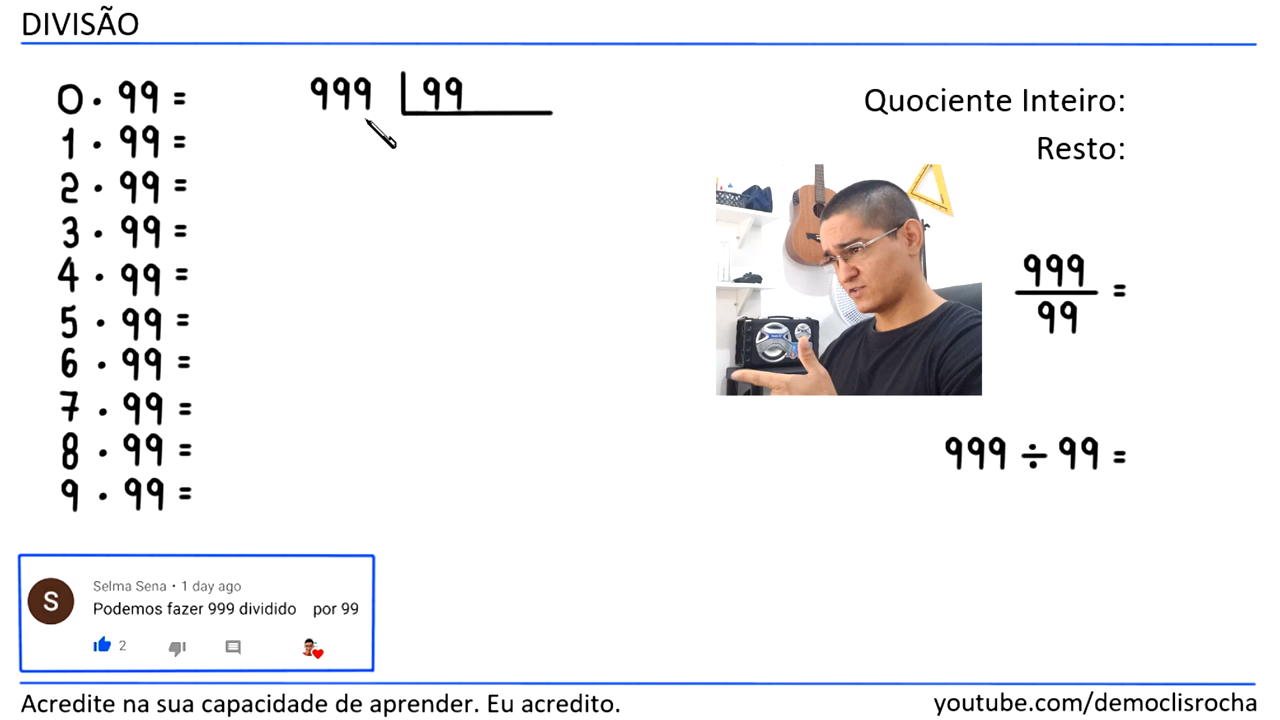 DIVISÃO
0 · 99 =
1 · 99 =
2 · 99 =
3 · 99 =
4 · 99 =
5 · 99 =
6 · 99 =
7 · 99 =
8 · 99 =
9 · 99 =
999 99
Quociente Inteiro:
Resto:
999
99
=
999 ÷ 99 =
S
Selma Sena • 1 day ago
Podemos fazer 999 dividido por 99
2
Acredite na sua capacidade de aprender. Eu acredito.
youtube.com/democlisrocha